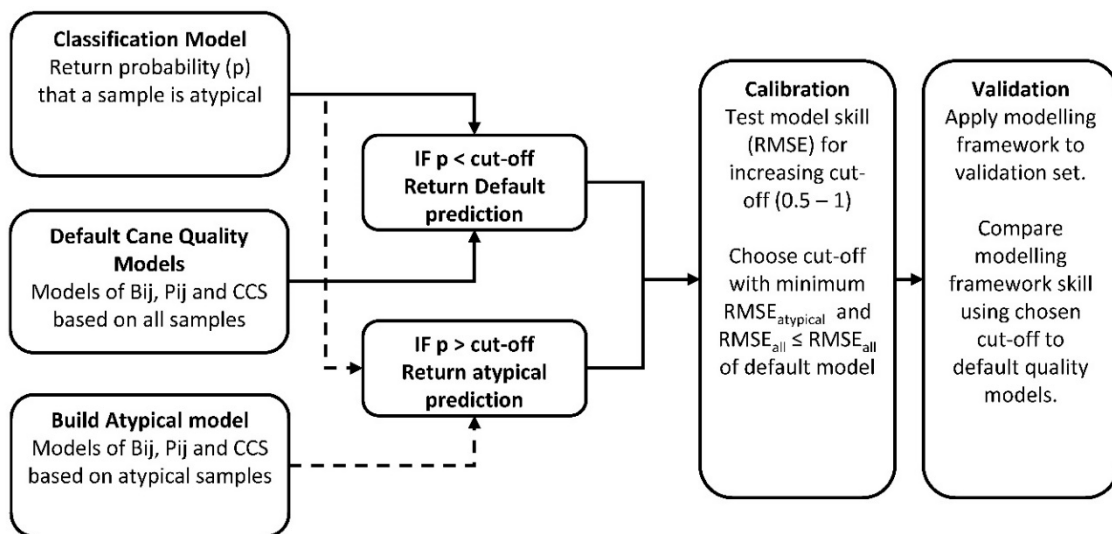 Classification Model
Return probability (p)
that a sample is atypical
Default Cane Quality
Models
Models of Bij, Pij and CCS
based on all samples
Build Atypical model
Models of Bij, Pij and CCS
based on atypical samples
IF p < cut-off
Return Default
prediction
IF p > cut-off
Return atypical
prediction
Calibration
Test model skill
(RMSE) for
increasing cut-
off (0.5 – 1)
Choose cut-off
with minimum
RMSEatypical and
RMSEall ≤ RMSEall
of default model
Validation
Apply modelling
framework to
validation set.
Compare
modelling
framework skill
using chosen
cut-off to
default quality
models.